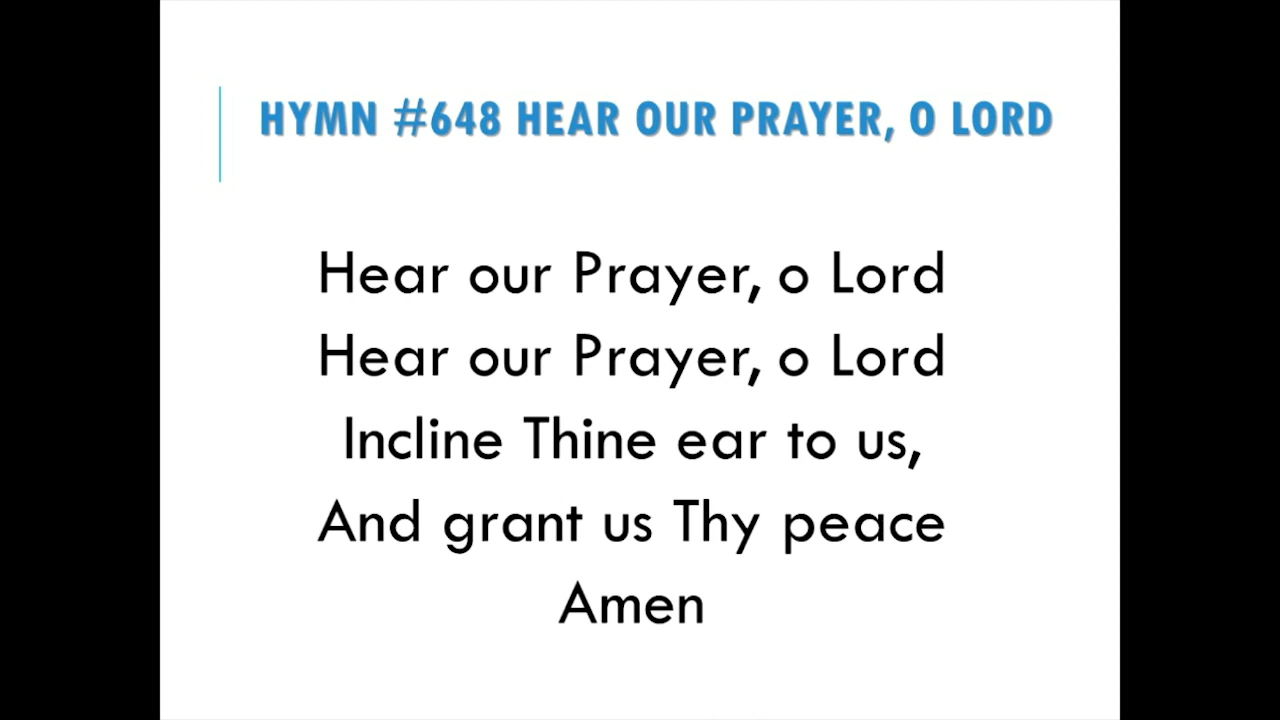 HYMN #648 HEAR OUR PRAYER, O LORD
Hear our Prayer, o Lord
Hear our Prayer, o Lord
Incline Thine ear to us,
And grant us Thy peace
Amen